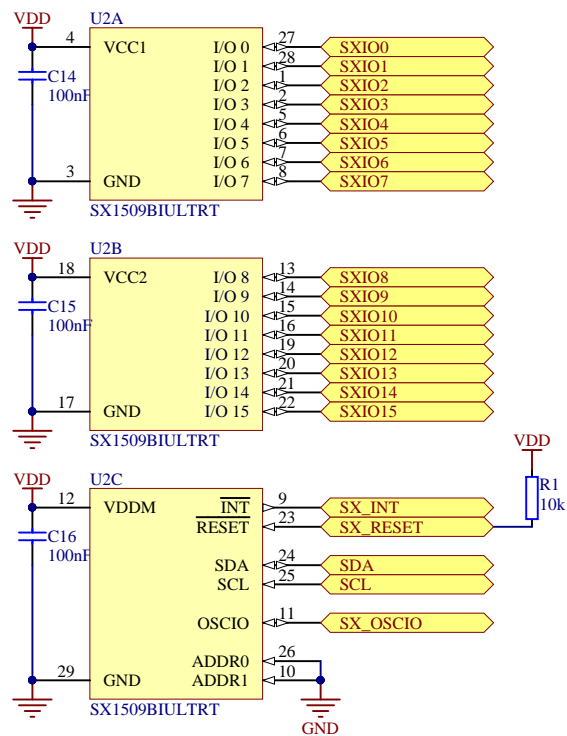 VDD
U2A
4 VCC1
C14
100nF
3 GND
I/O 0 27 SXIO0
I/O 1 28 SXIO1
I/O 2 1 SXIO2
I/O 3 2 SXIO3
I/O 4 5 SXIO4
I/O 5 6 SXIO5
I/O 6 7 SXIO6
I/O 7 8 SXIO7
SX1509BIULTRT
VDD
U2B
18 VCC2
C15
100nF
17 GND
I/O 8 13 SXIO8
I/O 9 14 SXIO9
I/O 10 15 SXIO10
I/O 11 16 SXIO11
I/O 12 19 SXIO12
I/O 13 20 SXIO13
I/O 14 21 SXIO14
I/O 15 22 SXIO15
SX1509BIULTRT
VDD
U2C
12 VDDM
C16
100nF
29 GND
INT 9 SX_INT
RESET 23 SX_RESET
VDD
R1
10k
SDA 24 SDA
SCL 25 SCL
OSCIO 11 SX_OSCIO
ADDR0 26
ADDR1 10
GND
SX1509BIULTRT